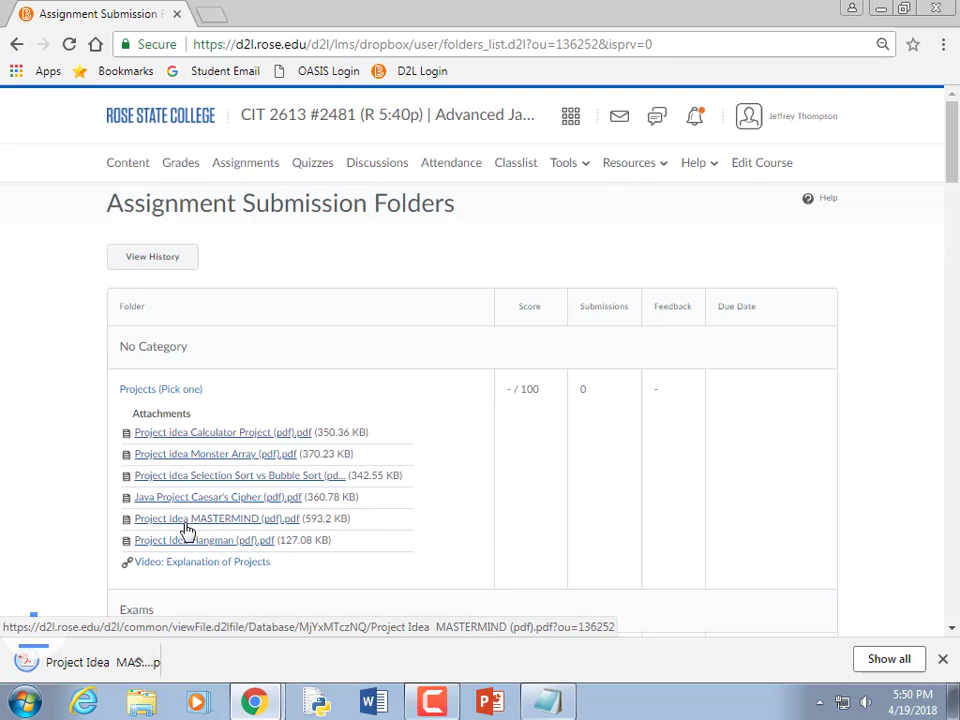 Assignment Submission F
Secure
https://d2l.rose.edu/d2l/lms/dropbox/user/folders_list.d2l?ou=136252&isprv=0
Apps Bookmarks Student Email OASIS Login D2L Login
ROSE STATE COLLEGE CIT 2613 #2481 (R 5:40p) | Advanced Ja... Jeffrey Thompson
Content Grades Assignments Quizzes Discussions Attendance Classlist Tools Resources Help Edit Course
Assignment Submission Folders
Help
View History
Folder Score Submissions Feedback Due Date
No Category
Projects (Pick one) - / 100 0 -
Attachments
Project idea Calculator Project (pdf).pdf (350.36 KB)
Project idea Monster Array (pdf).pdf (370.23 KB)
Project idea Selection Sort vs Bubble Sort (pd... (342.55 KB)
Java Project Caesar's Cipher (pdf).pdf (360.78 KB)
Project Idea MASTERMIND (pdf).pdf (593.2 KB)
Project Idea Hangman (pdf).pdf (127.08 KB)
Video: Explanation of Projects
Exams
https://d2l.rose.edu/d2l/common/viewFile.d2lfile/Database/MjYxMTczNQ/Project Idea MASTERMIND (pdf).pdf?ou=136252
Project Idea MAS....p
Show all
5:50 PM
4/19/2018